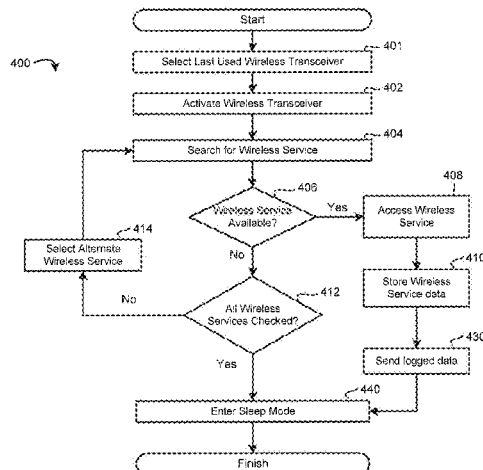 Start
400
401
Select Last Used Wireless Transceiver
402
Activate Wireless Transceiver
404
Search for Wireless Service
406
408
Wireless Service
Available?
Yes
Access Wireless
Service
414
Select Alternate
Wireless Service
No
410
Store Wireless
Service data
412
All Wireless
Services Checked?
No
430
Send logged data
Yes
440
Enter Sleep Mode
Finish